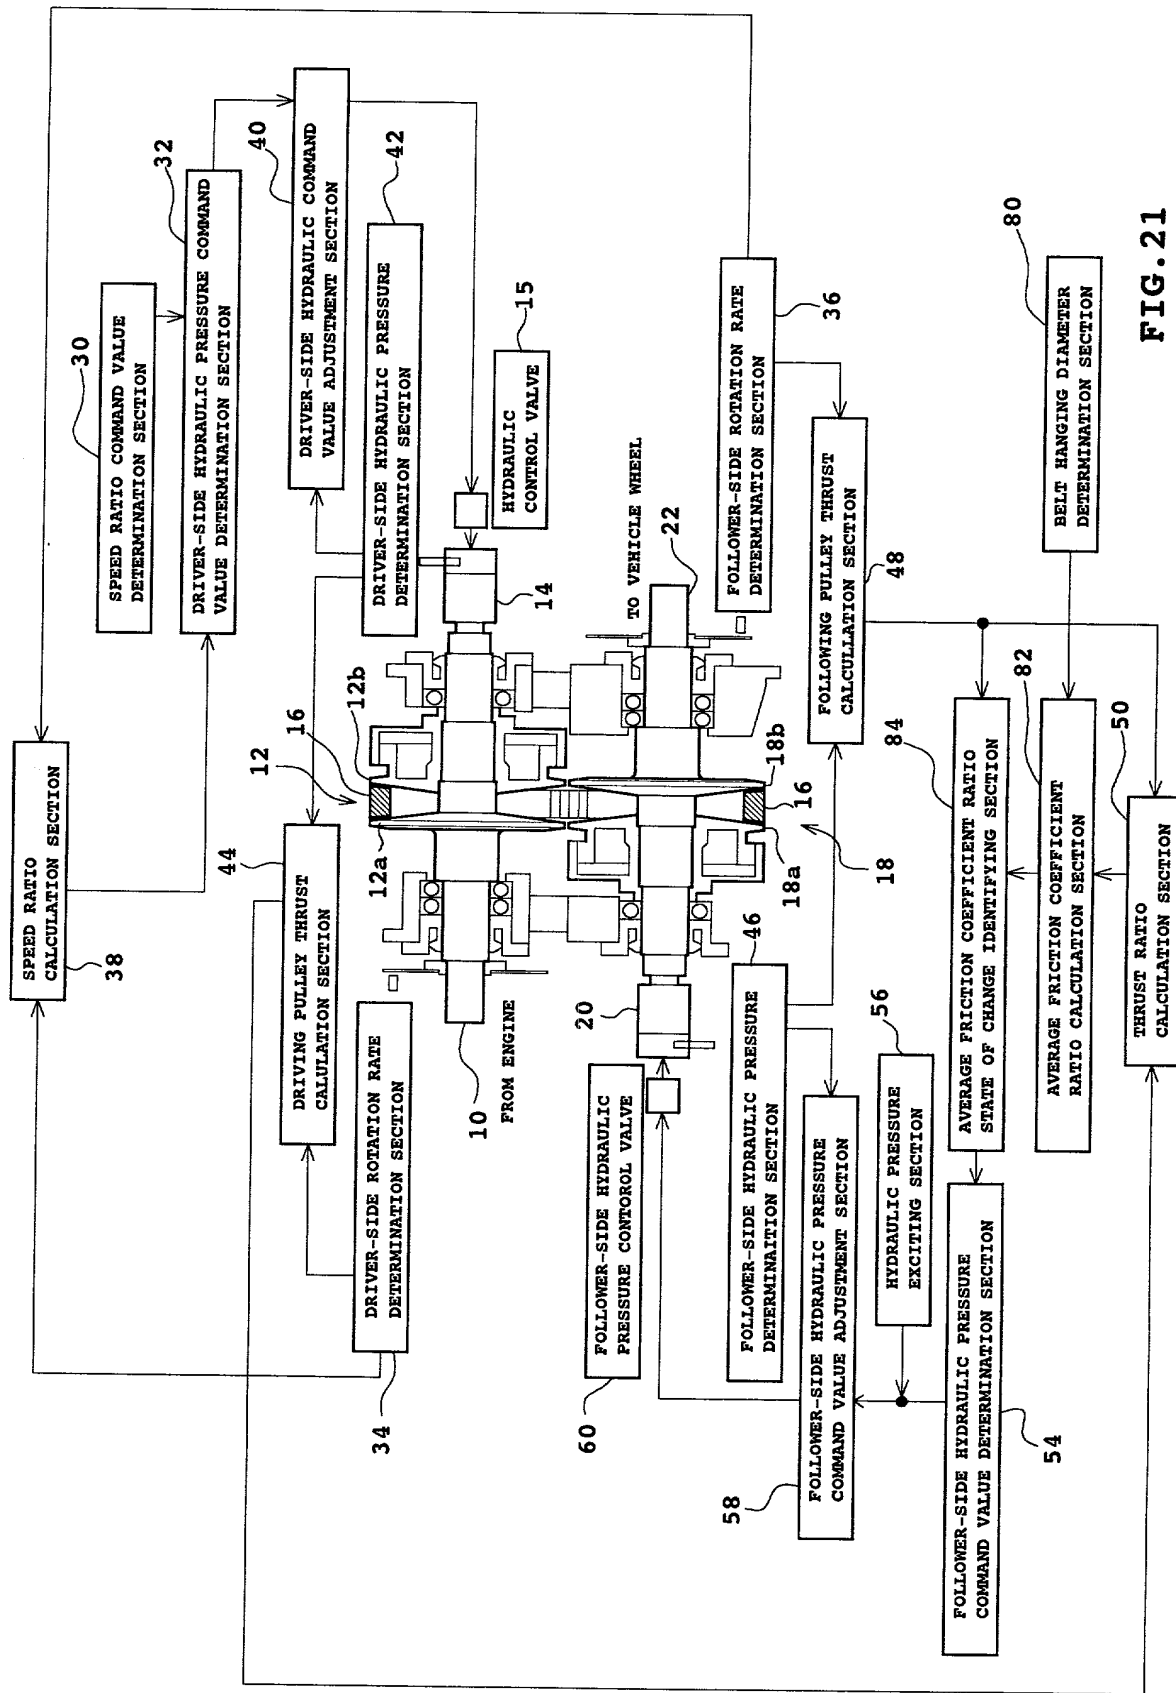 SPEED RATIO
CALCULATION SECTION
38
SPEED RATIO COMMAND VALUE
DETERMINATION SECTION
30
DRIVER-SIDE HYDRAULIC PRESSURE COMMAND
VALUE DETERMINATION SECTION
32
DRIVER-SIDE HYDRAULIC COMMAND
VALUE ADJUSTMENT SECTION
40
DRIVING PULLEY THRUST
CALULATION SECTION
44
DRIVER-SIDE HYDRAULIC PRESSURE
DETERMINATION SECTION
42
DRIVER-SIDE ROTATION RATE
DETERMINATION SECTION
34
12
16
12b
12a
10
FROM ENGINE
14
HYDRAULIC
CONTROL VALVE
15
TO VEHICLE WHEEL
22
20
18a
18b
16
18
FOLLOWER-SIDE HYDRAULIC
PRESSURE CONTOROL VALVE
60
FOLLOWER-SIDE HYDRAULIC PRESSURE
DETERMINAITION SECTION
46
FOLLOWER-SIDE ROTATION RATE
DETERMINATION SECTION
36
FOLLOWER-SIDE HYDRAULIC PRESSURE
COMMAND VALUE ADJUSTMENT SECTION
58
FOLLOWING PULLEY THRUST
CALCULLATION SECTION
48
HYDRAULIC PRESSURE
EXCITING SECTION
56
FOLLOWER-SIDE HYDRAULIC PRESSURE
COMMAND VALUE DETERMINATION SECTION
54
AVERAGE FRICTION COEFFICIENT RATIO
STATE OF CHANGE IDENTIFYING SECTION
84
AVERAGE FRICTION COEFFICIENT
RATIO CALCULATION SECTION
82
BELT HANGING DIAMETER
DETERMINATION SECTION
80
THRUST RATIO
CALCULATION SECTION
50
FIG.21